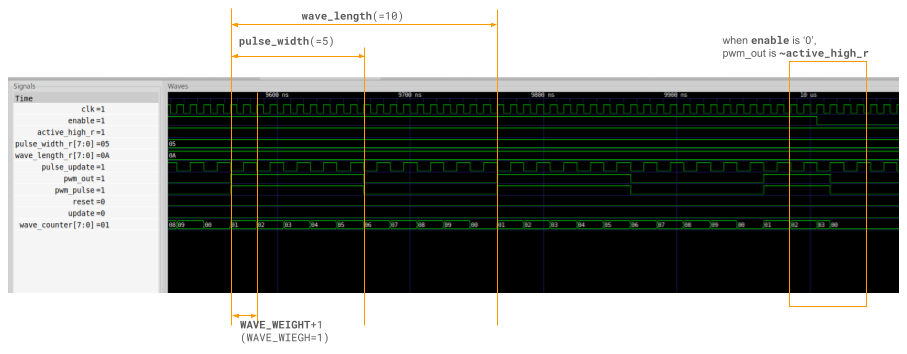 wave_length(=10)
pulse_width(=5)
when enable is ‘0’,
pwm_out is ~active_high_r
Signals
Waves
Time
9600 ns
9700 ns
9800 ns
9900 ns
10 us
clk=1
enable=1
active_high_r=1
pulse_width_r[7:0]=05
05
wave_length_r[7:0]=0A
0A
pulse_update=1
pwm_out=1
pwm_pulse=1
reset=0
update=0
wave_counter[7:0]=01
08 09 00 01 02 03 04 05 06 07 08 09 00 01 02 03 04 05 06 07 08 09 00 01 02 03 00
WAVE_WEIGHT+1
(WAVE_WIEGH=1)